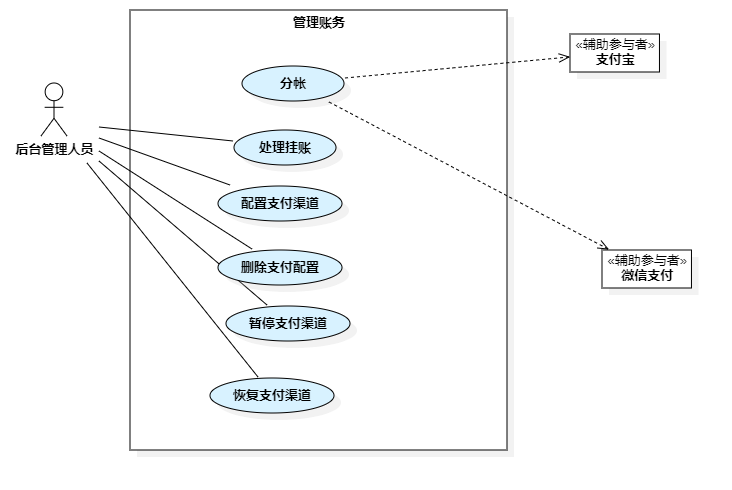 管理账务
«辅助参与者»
支付宝
分帐
后台管理人员
处理挂账
配置支付渠道
«辅助参与者»
微信支付
删除支付配置
暂停支付渠道
恢复支付渠道